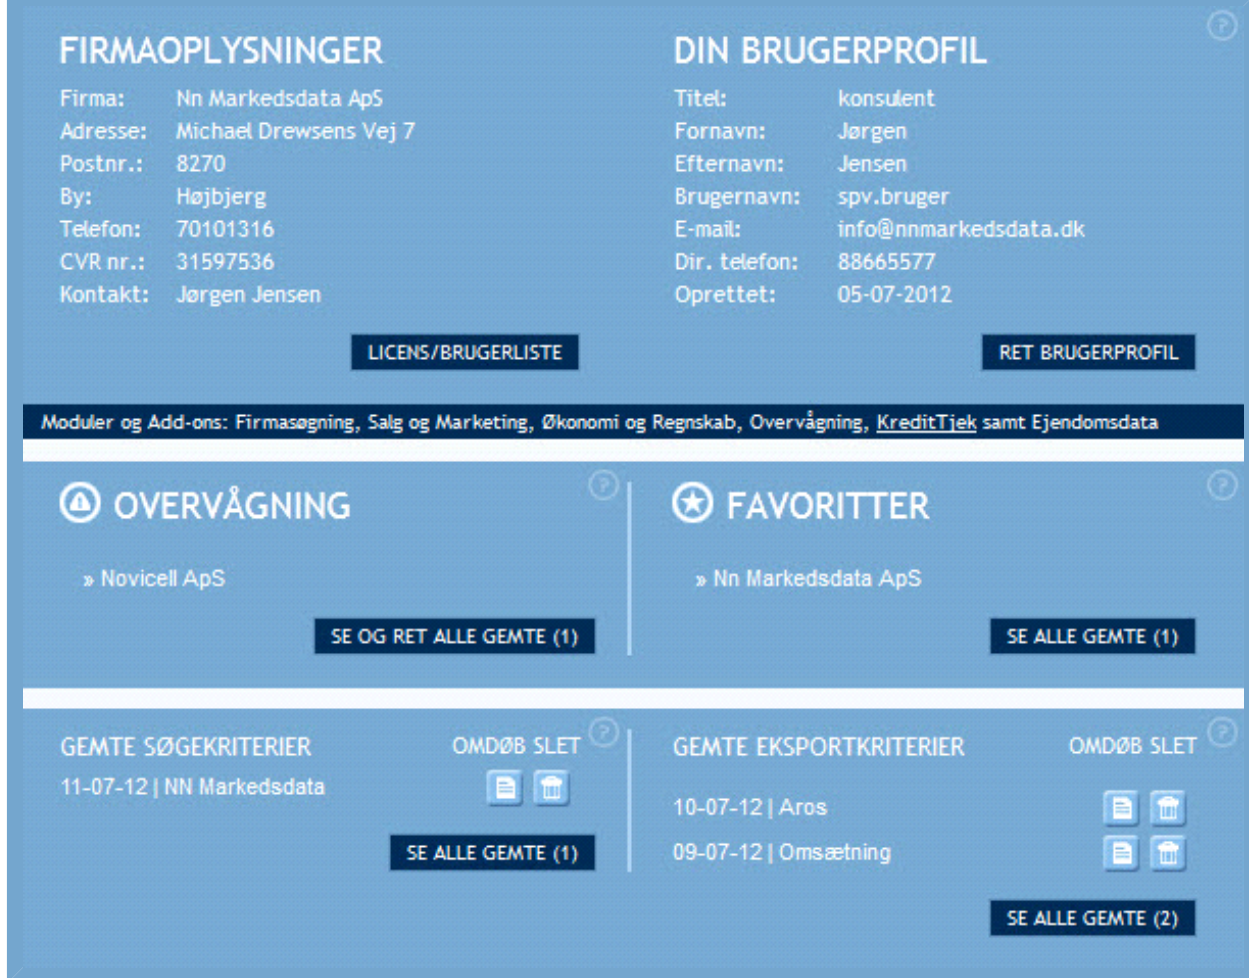 FIRMAOPLYSNINGER
Firma: Nn Markedsdata ApS
Adresse: Michael Drewsens Vej 7
Postnr.: 8270
By: Højbjerg
Telefon: 70101316
CVR nr.: 31597536
Kontakt: Jørgen Jensen
LICENS/BRUGERLISTE
?
DIN BRUGERPROFIL
Titel: konsulent
Fornavn: Jørgen
Efternavn: Jensen
Brugernavn: spv.bruger
E-mail: info@nnmarkedsdata.dk
Dir. telefon: 88665577
Oprettet: 05-07-2012
RET BRUGERPROFIL
Moduler og Add-ons: Firmasøgning, Salg og Marketing, Økonomi og Regnskab, Overvågning, KreditTjek samt Ejendomsdata
OVERVÅGNING ?
» Novicell ApS
SE OG RET ALLE GEMTE (1)
FAVORITTER ?
» Nn Markedsdata ApS
SE ALLE GEMTE (1)
GEMTE SØGEKRITERIER OMDØB SLET ?
11-07-12 | NN Markedsdata
SE ALLE GEMTE (1)
GEMTE EKSPORTKRITERIER OMDØB SLET ?
10-07-12 | Aros
09-07-12 | Omsætning
SE ALLE GEMTE (2)